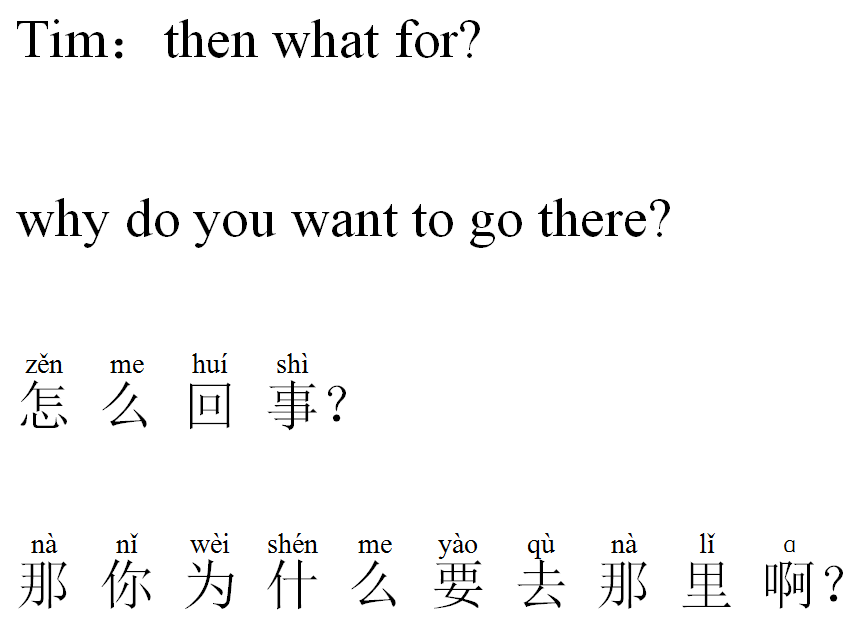 Tim：then what for?
why do you want to go there?
zěn me huí shì
怎么回事？
nà nǐ wèi shén me yào qù nà lǐ ɑ
那你为什么要去那里啊？